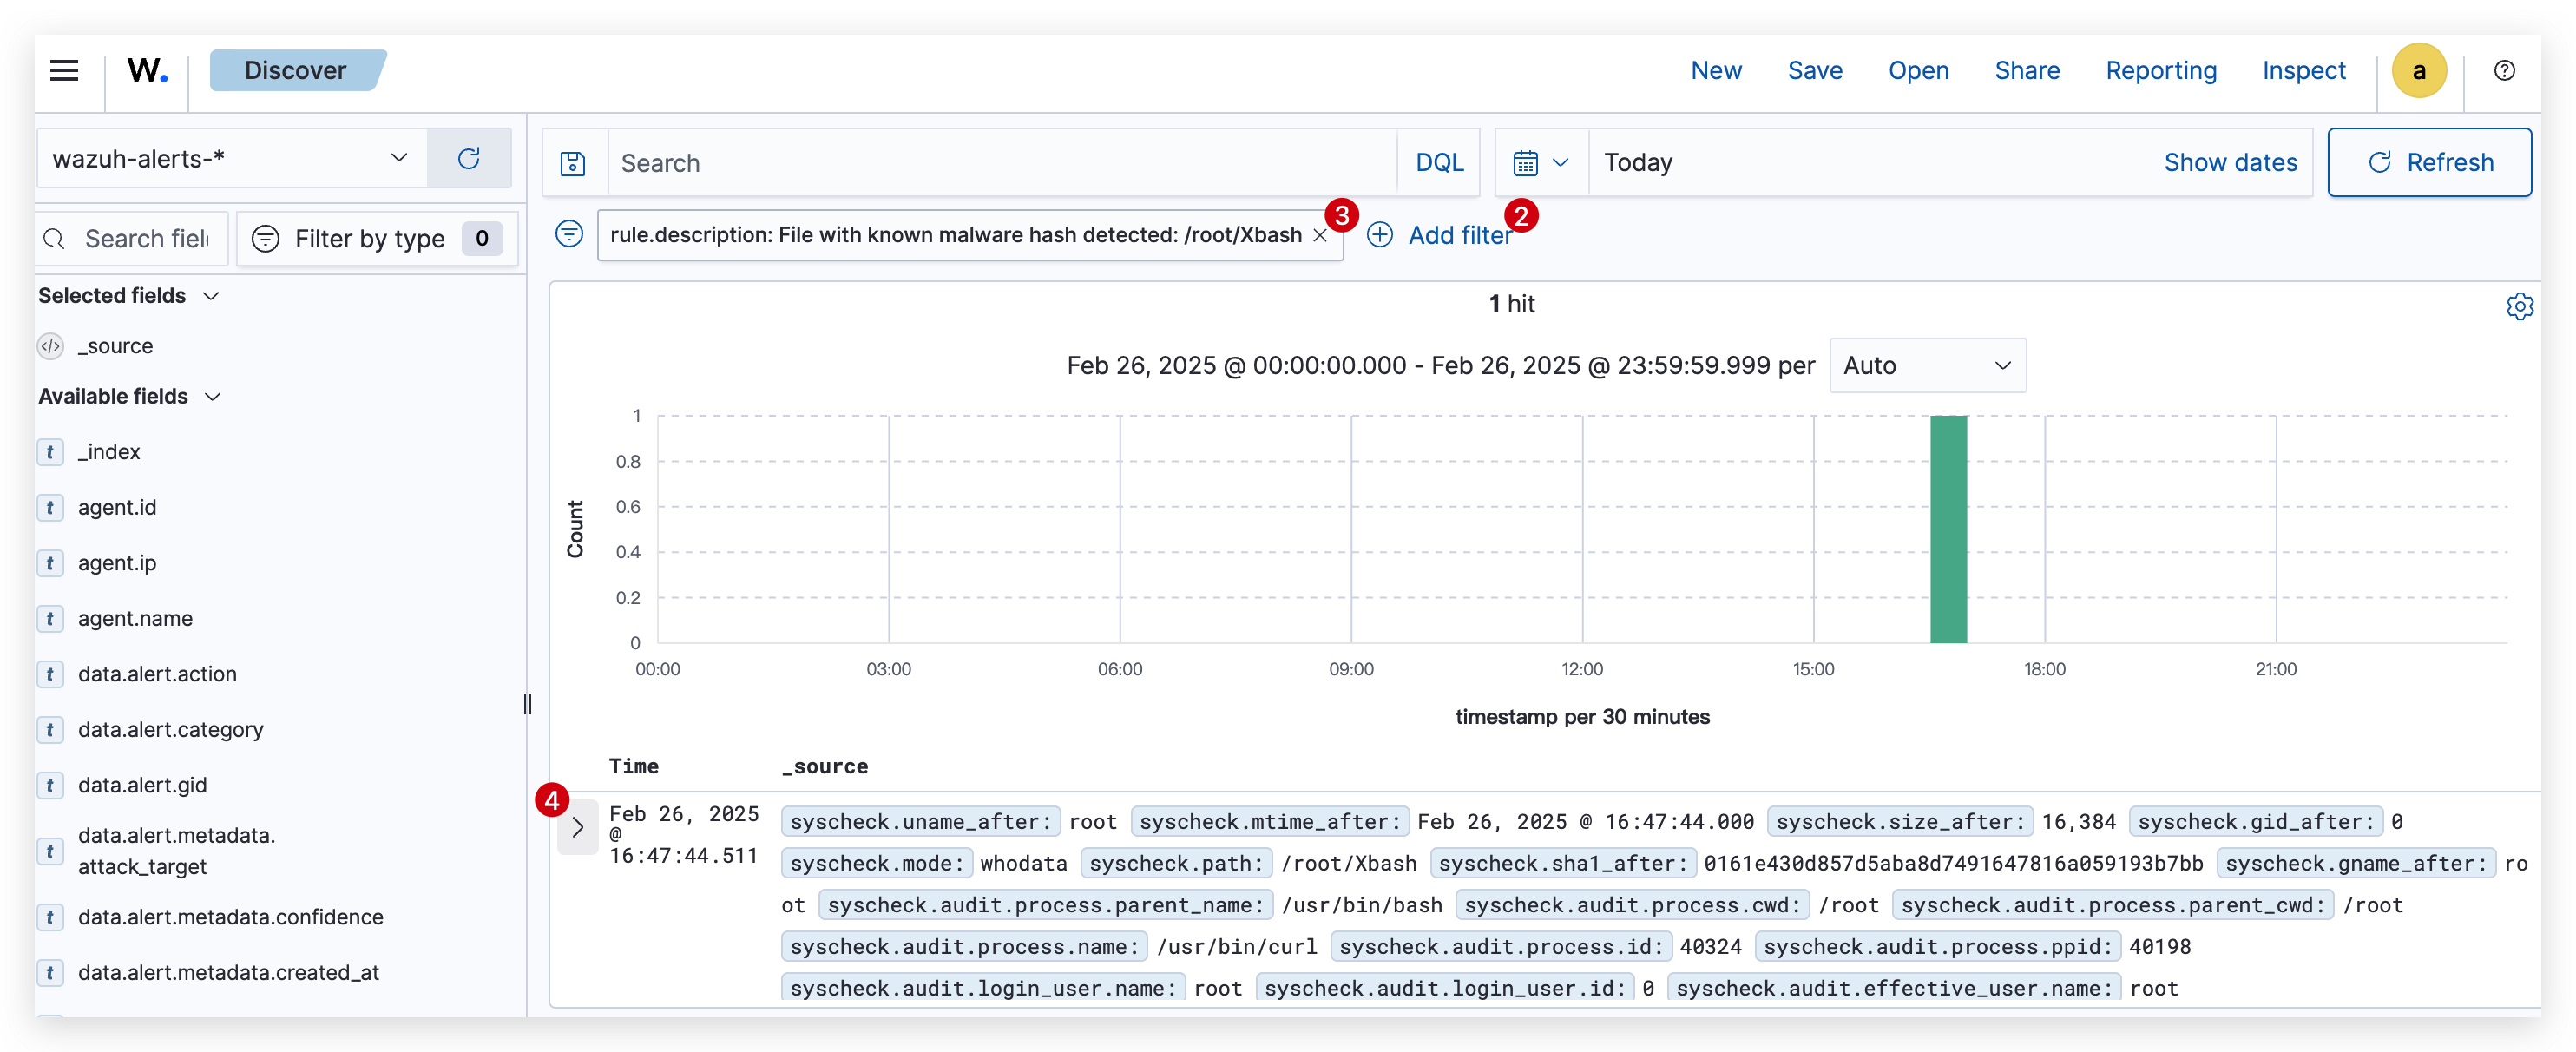 W. Discover New Save Open Share Reporting Inspect a
wazuh-alerts-* Search DQL Today Show dates Refresh
Filter by type 0
rule.description: File with known malware hash detected: /root/Xbash 3 Add filter 2
Selected fields
_source
Available fields
_index
agent.id
agent.ip
agent.name
data.alert.action
data.alert.category
data.alert.gid
data.alert.metadata.
attack_target
data.alert.metadata.confidence
data.alert.metadata.created_at
1 hit
Feb 26, 2025 @ 00:00:00.000 - Feb 26, 2025 @ 23:59:59.999 per Auto
Count
1
0.8
0.6
0.4
0.2
0
00:00 03:00 06:00 09:00 12:00 15:00 18:00 21:00
timestamp per 30 minutes
Time _source
4
Feb 26, 2025
@
16:47:44.511
syscheck.uname_after: root syscheck.mtime_after: Feb 26, 2025 @ 16:47:44.000 syscheck.size_after: 16,384 syscheck.gid_after: 0
syscheck.mode: whodata syscheck.path: /root/Xbash syscheck.sha1_after: 0161e430d857d5aba8d7491647816a059193b7bb syscheck.gname_after: ro
ot syscheck.audit.process.parent_name: /usr/bin/bash syscheck.audit.process.cwd: /root syscheck.audit.process.parent_cwd: /root
syscheck.audit.process.name: /usr/bin/curl syscheck.audit.process.id: 40324 syscheck.audit.process.ppid: 40198
syscheck.audit.login_user.name: root syscheck.audit.login_user.id: 0 syscheck.audit.effective_user.name: root